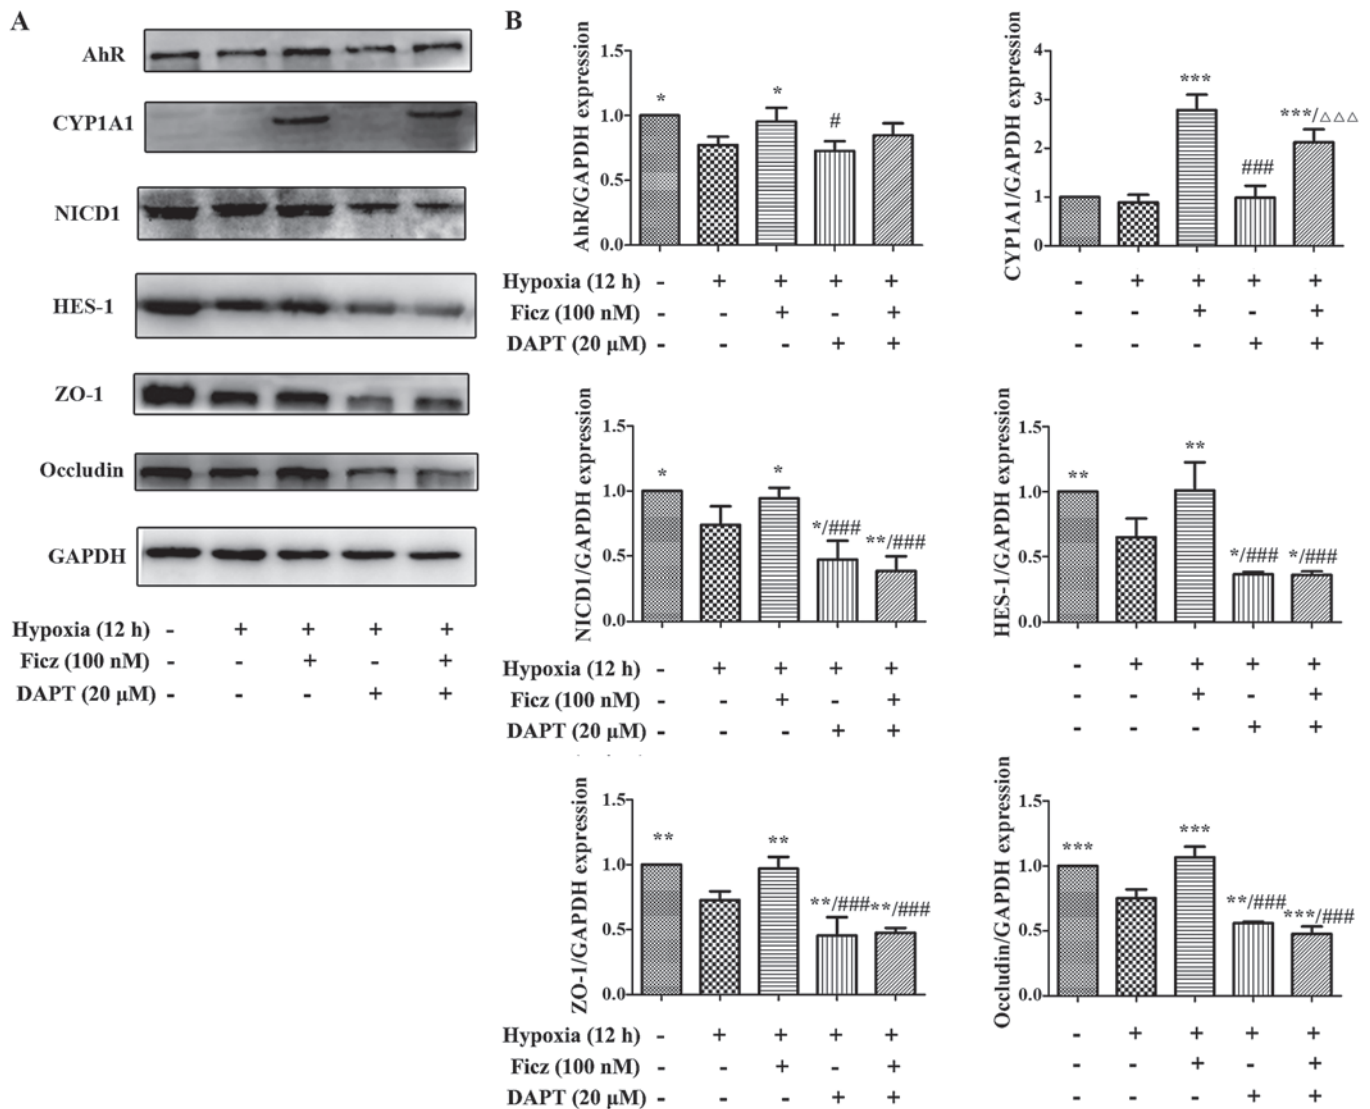 A
AhR
CYP1A1
NICD1
HES-1
ZO-1
Occludin
GAPDH
Hypoxia (12 h) - + + + +
Ficz (100 nM) - - + - +
DAPT (20 μM) - - - + +
B
AhR/GAPDH expression
1.5
1.0
0.5
0.0
*
*
#
Hypoxia (12 h) - + + + +
Ficz (100 nM) - - + - +
DAPT (20 μM) - - - + +
CYP1A1/GAPDH expression
4
3
2
1
0
***
###
***/△△△
- + + + +
- - + - +
- - - + +
NICD1/GAPDH expression
1.5
1.0
0.5
0.0
*
*
*/###
**/###
Hypoxia (12 h) - + + + +
Ficz (100 nM) - - + - +
DAPT (20 μM) - - - + +
HES-1/GAPDH expression
1.5
1.0
0.5
0.0
**
**
*/###
*/###
- + + + +
- - + - +
- - - + +
ZO-1/GAPDH expression
1.5
1.0
0.5
0.0
**
**
**/###
**/###
Hypoxia (12 h) - + + + +
Ficz (100 nM) - - + - +
DAPT (20 μM) - - - + +
Occludin/GAPDH expression
1.5
1.0
0.5
0.0
***
***
**/###
***/###
- + + + +
- - + - +
- - - + +